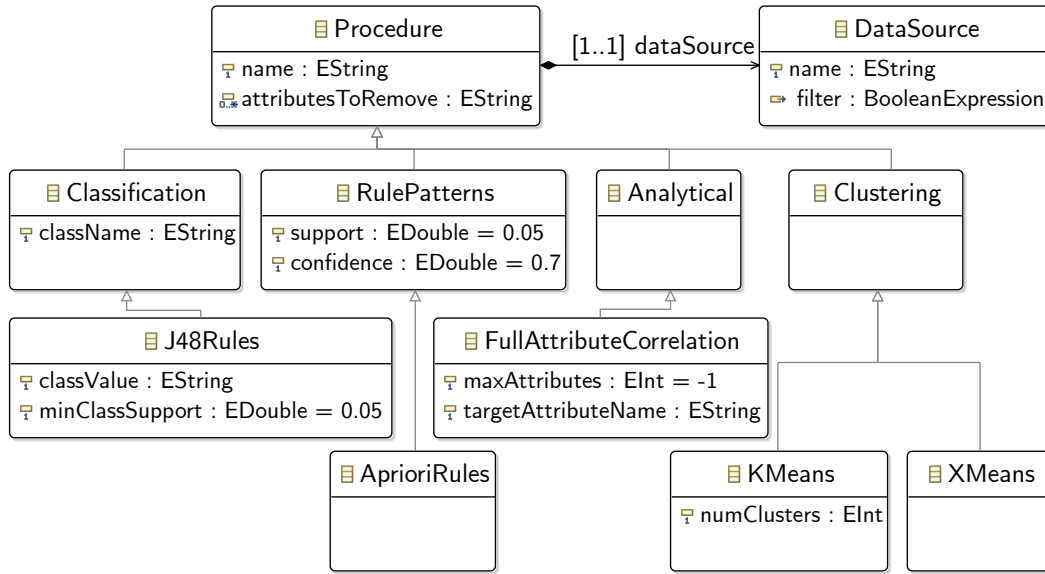 Procedure
name : EString
attributesToRemove : EString
[1..1] dataSource
DataSource
name : EString
filter : BooleanExpression
Classification
className : EString
RulePatterns
support : EDouble = 0.05
confidence : EDouble = 0.7
Analytical
Clustering
J48Rules
classValue : EString
minClassSupport : EDouble = 0.05
FullAttributeCorrelation
maxAttributes : EInt = -1
targetAttributeName : EString
AprioriRules
KMeans
numClusters : EInt
XMeans